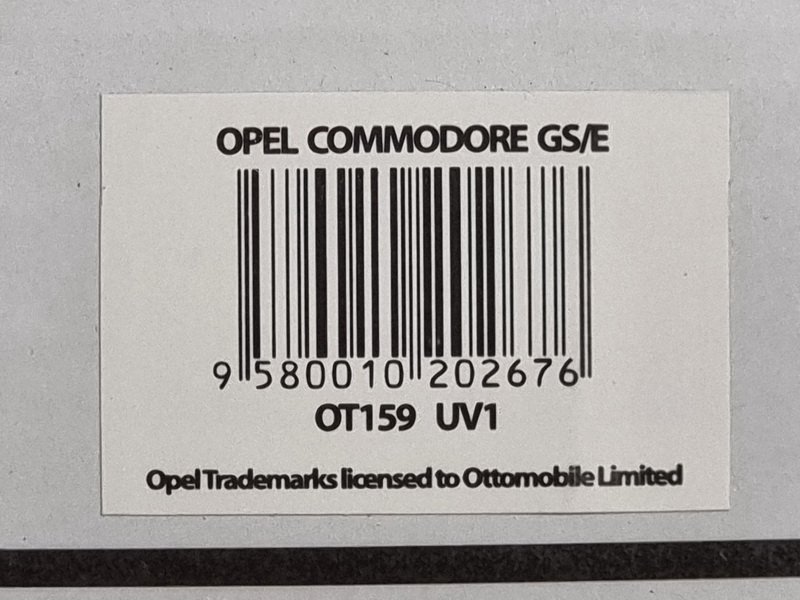 OPEL COMMODORE GS/E
9 580010 202676
OT159 UV1
Opel Trademarks licensed to Ottomobile Limited